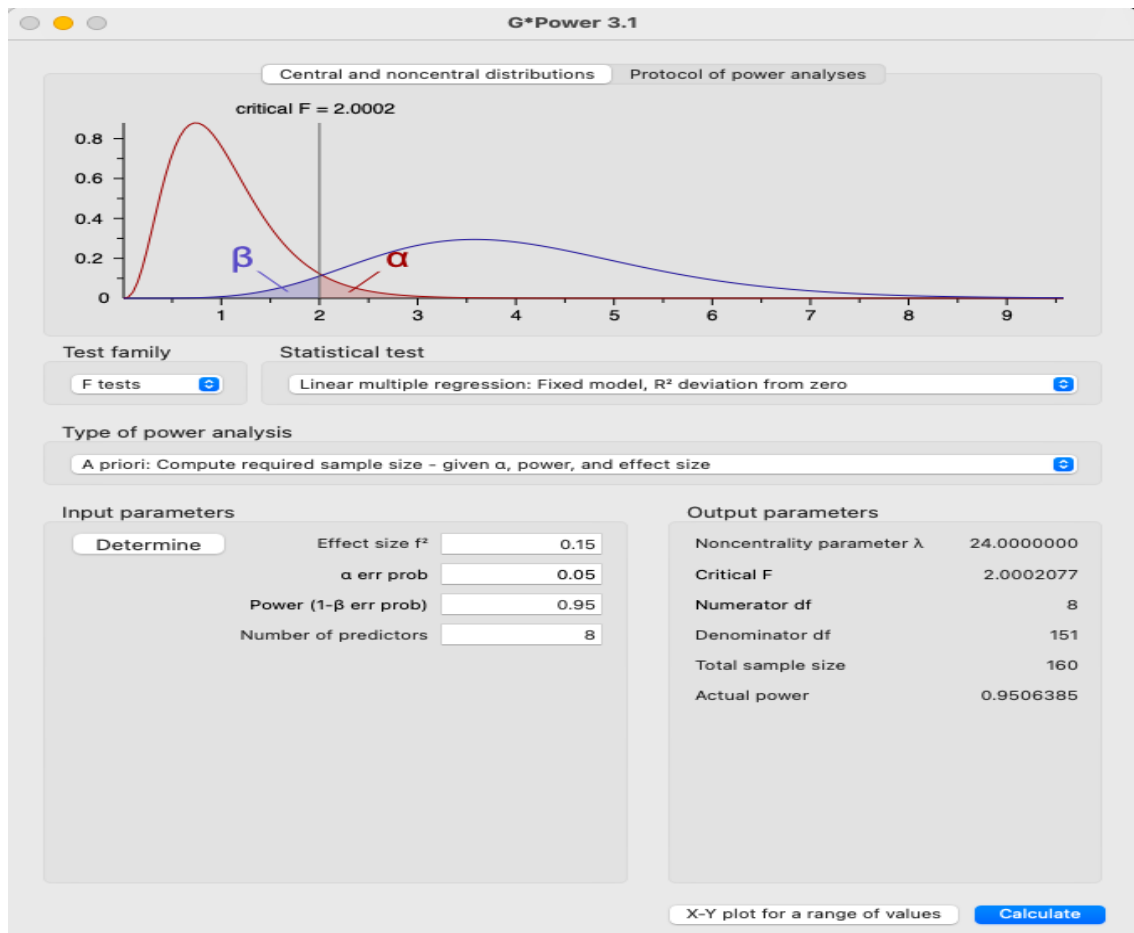 G*Power 3.1
Central and noncentral distributions Protocol of power analyses
critical F = 2.0002
0.8
0.6
0.4
0.2
0
β
α
1 2 3 4 5 6 7 8 9
Test family Statistical test
F tests Linear multiple regression: Fixed model, R² deviation from zero
Type of power analysis
A priori: Compute required sample size – given α, power, and effect size
Input parameters
Determine Effect size f² 0.15
α err prob 0.05
Power (1-β err prob) 0.95
Number of predictors 8
Output parameters
Noncentrality parameter λ 24.0000000
Critical F 2.0002077
Numerator df 8
Denominator df 151
Total sample size 160
Actual power 0.9506385
X-Y plot for a range of values Calculate